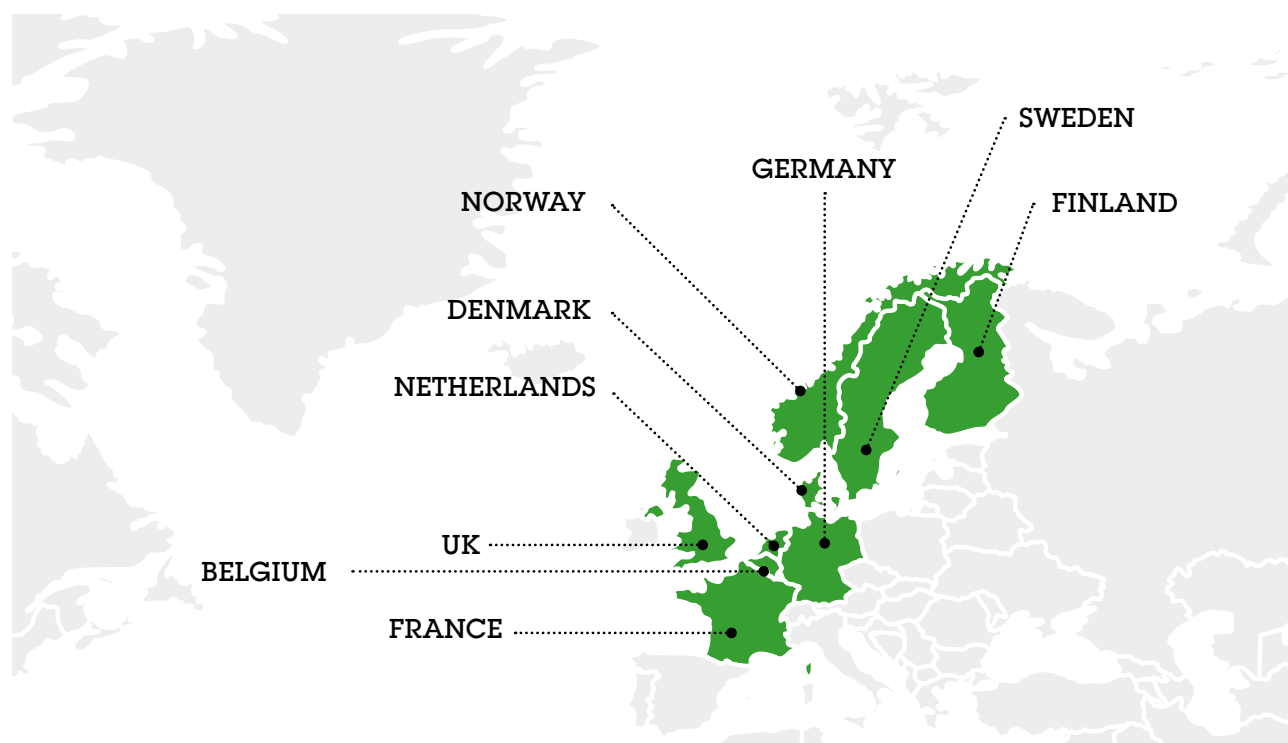 SWEDEN
GERMANY
NORWAY
FINLAND
DENMARK
NETHERLANDS
UK
BELGIUM
FRANCE